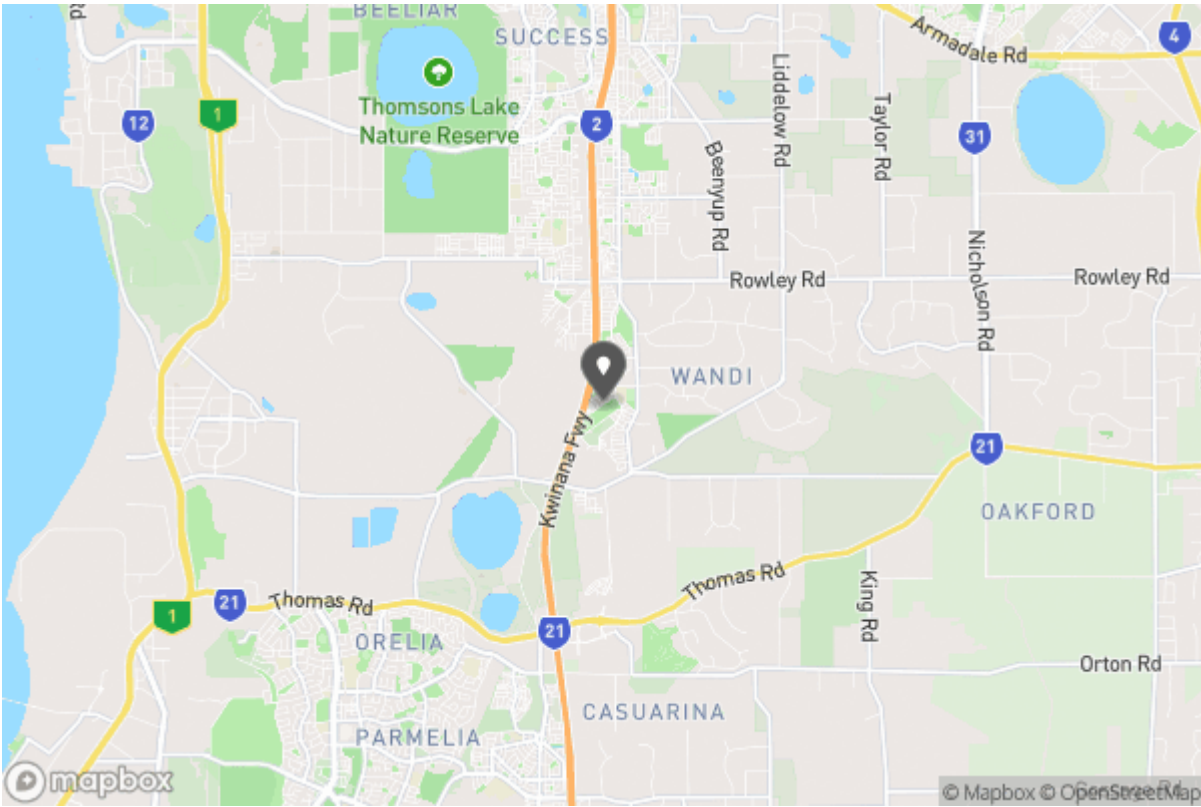 BEELIAR
SUCCESS
Armadale Rd
4
Thomsons Lake
Nature Reserve
1
12
2
31
Liddelow Rd
Taylor Rd
Beenyup Rd
Nicholson Rd
Rowley Rd
Rowley Rd
WANDI
Kwinana Fwy
21
OAKFORD
Thomas Rd
King Rd
21
1
Thomas Rd
21
ORELIA
Orton Rd
CASUARINA
PARMELIA
mapbox
© Mapbox © OpenStreetMap